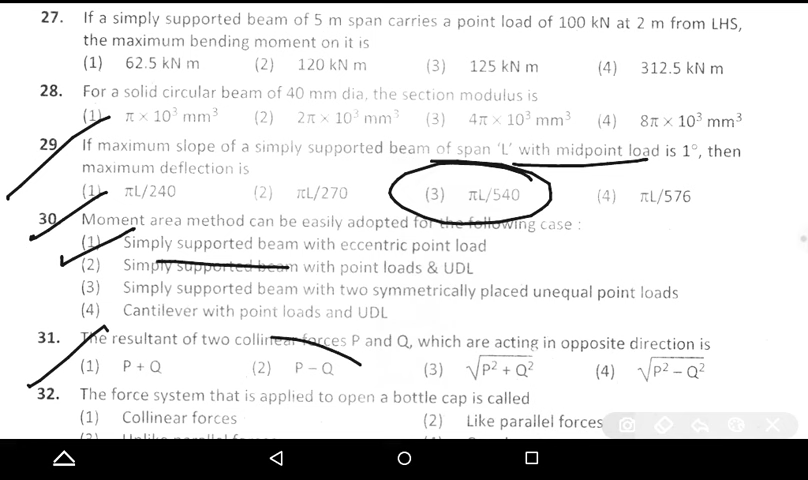 27. If a simply supported beam of 5 m span carries a point load of 100 kN at 2 m from LHS,
the maximum bending moment on it is
(1) 62.5 kN m (2) 120 kN m (3) 125 kN m (4) 312.5 kN m
28. For a solid circular beam of 40 mm dia, the section modulus is
(1) π × 10³ mm³ (2) 2π × 10³ mm³ (3) 4π × 10³ mm³ (4) 8π × 10³ mm³
29. If maximum slope of a simply supported beam of span 'L' with midpoint load is 1°, then
maximum deflection is
(1) πL/240 (2) πL/270 (3) πL/540 (4) πL/576
30. Moment area method can be easily adopted for the following case :
(1) Simply supported beam with eccentric point load
(2) Simply supported beam with point loads & UDL
(3) Simply supported beam with two symmetrically placed unequal point loads
(4) Cantilever with point loads and UDL
31. The resultant of two collinear forces P and Q, which are acting in opposite direction is
(1) P + Q (2) P – Q (3) √P² + Q² (4) √P² – Q²
32. The force system that is applied to open a bottle cap is called
(1) Collinear forces (2) Like parallel forces